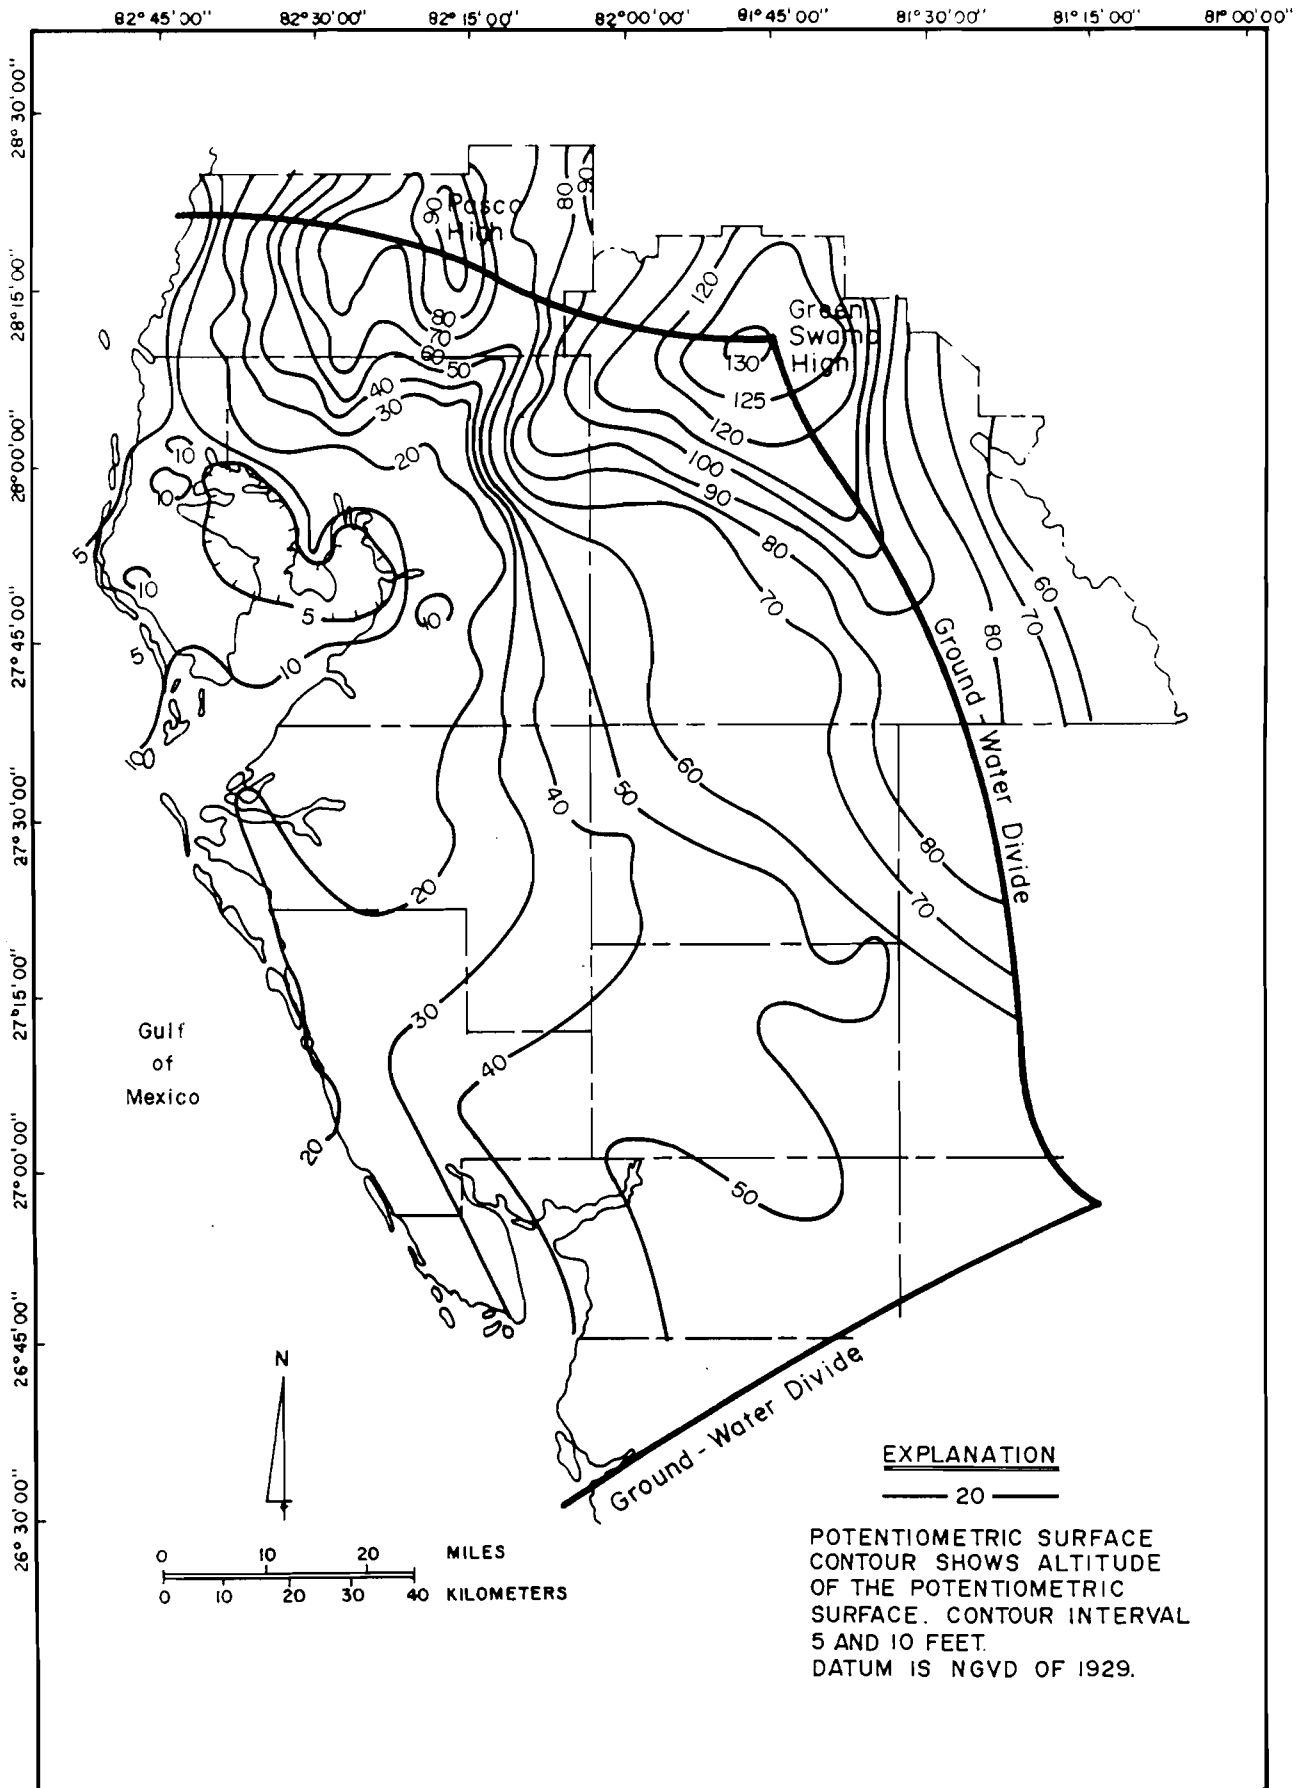 82°45'00" 82°30'00" 82°15'00" 82°00'00" 81°45'00" 81°30'00" 81°15'00" 81°00'00"
28°30'00"
28°15'00"
28°00'00"
27°45'00"
27°30'00"
27°15'00"
27°00'00"
26°45'00"
26°30'00"
90
Pasco
High
80
90
120
Green
Swamp
High
130
125
120
80
70
60
50
40
30
20
100
90
80
70
10
10
5
10
5
10
10
5
10
60
70
80
Ground-Water Divide
60
50
40
80
70
20
30
40
20
50
Gulf
of
Mexico
Ground-Water Divide
N
0 10 20 MILES
0 10 20 30 40 KILOMETERS
EXPLANATION
20
POTENTIOMETRIC SURFACE
CONTOUR SHOWS ALTITUDE
OF THE POTENTIOMETRIC
SURFACE. CONTOUR INTERVAL
5 AND 10 FEET.
DATUM IS NGVD OF 1929.